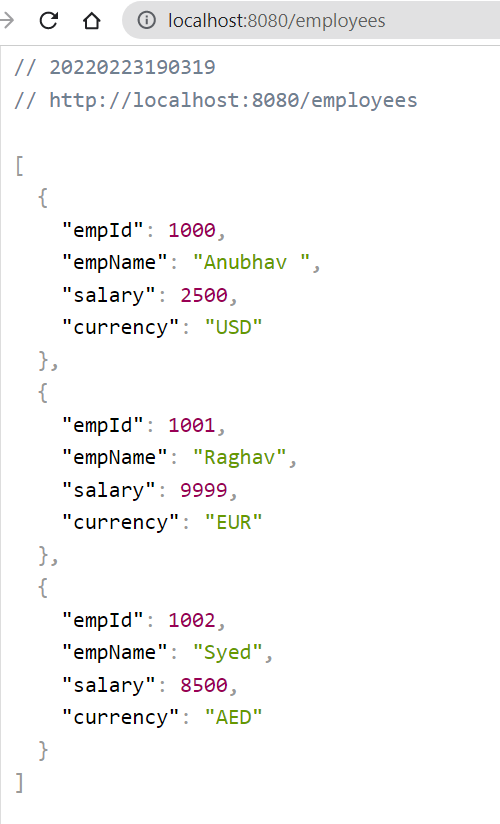 localhost:8080/employees
// 20220223190319
// http://localhost:8080/employees
[
  {
    "empId": 1000,
    "empName": "Anubhav ",
    "salary": 2500,
    "currency": "USD"
  },
  {
    "empId": 1001,
    "empName": "Raghav",
    "salary": 9999,
    "currency": "EUR"
  },
  {
    "empId": 1002,
    "empName": "Syed",
    "salary": 8500,
    "currency": "AED"
  }
]